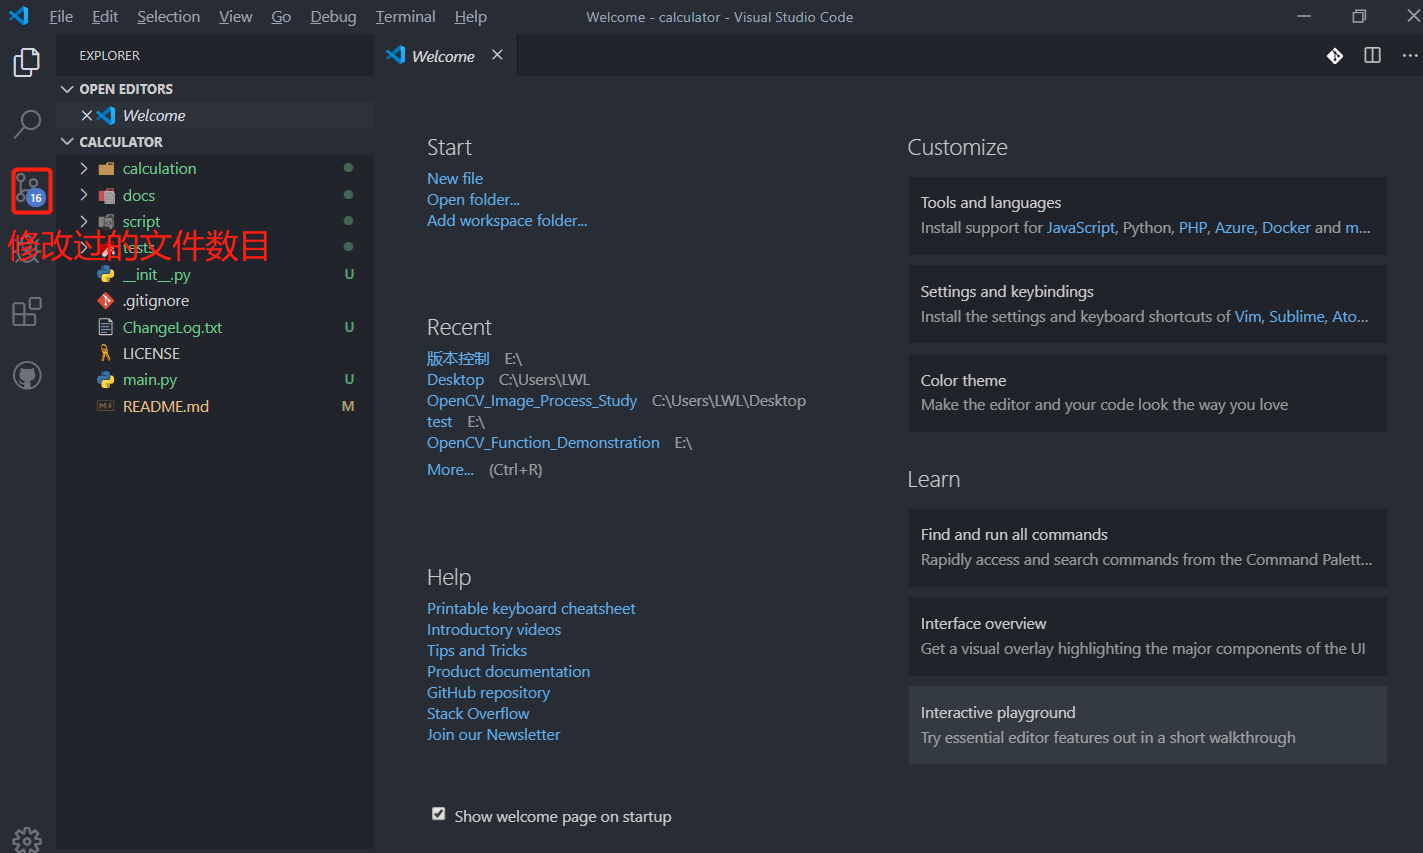 File Edit Selection View Go Debug Terminal Help
Welcome - calculator - Visual Studio Code
EXPLORER
OPEN EDITORS
Welcome
CALCULATOR
calculation
docs
script
tests
__init__.py U
.gitignore
ChangeLog.txt U
LICENSE
main.py U
README.md M
16
修改过的文件数目
Welcome
Start
New file
Open folder...
Add workspace folder...
Recent
版本控制 E:\
Desktop C:\Users\LWL
OpenCV_Image_Process_Study C:\Users\LWL\Desktop
test E:\
OpenCV_Function_Demonstration E:\
More... (Ctrl+R)
Help
Printable keyboard cheatsheet
Introductory videos
Tips and Tricks
Product documentation
GitHub repository
Stack Overflow
Join our Newsletter
Show welcome page on startup
Customize
Tools and languages
Install support for JavaScript, Python, PHP, Azure, Docker and m...
Settings and keybindings
Install the settings and keyboard shortcuts of Vim, Sublime, Ato...
Color theme
Make the editor and your code look the way you love
Learn
Find and run all commands
Rapidly access and search commands from the Command Palett...
Interface overview
Get a visual overlay highlighting the major components of the UI
Interactive playground
Try essential editor features out in a short walkthrough